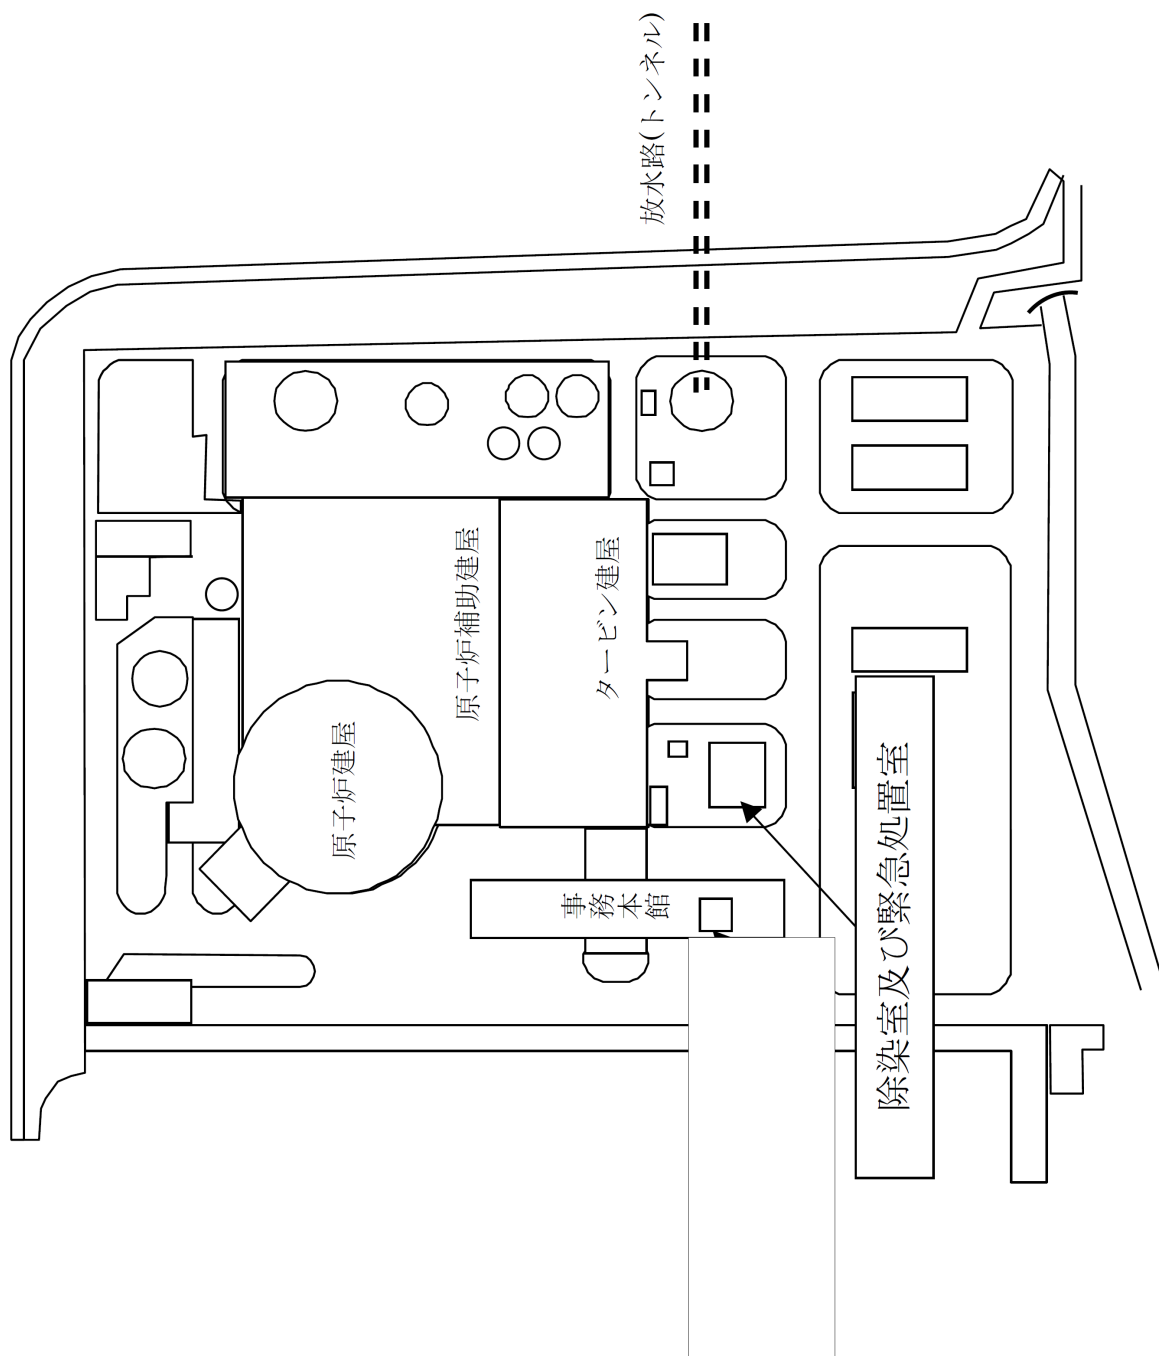 放水路(トンネル)
原子炉補助建屋
タービン建屋
原子炉建屋
事務本館
除染室及び緊急処置室